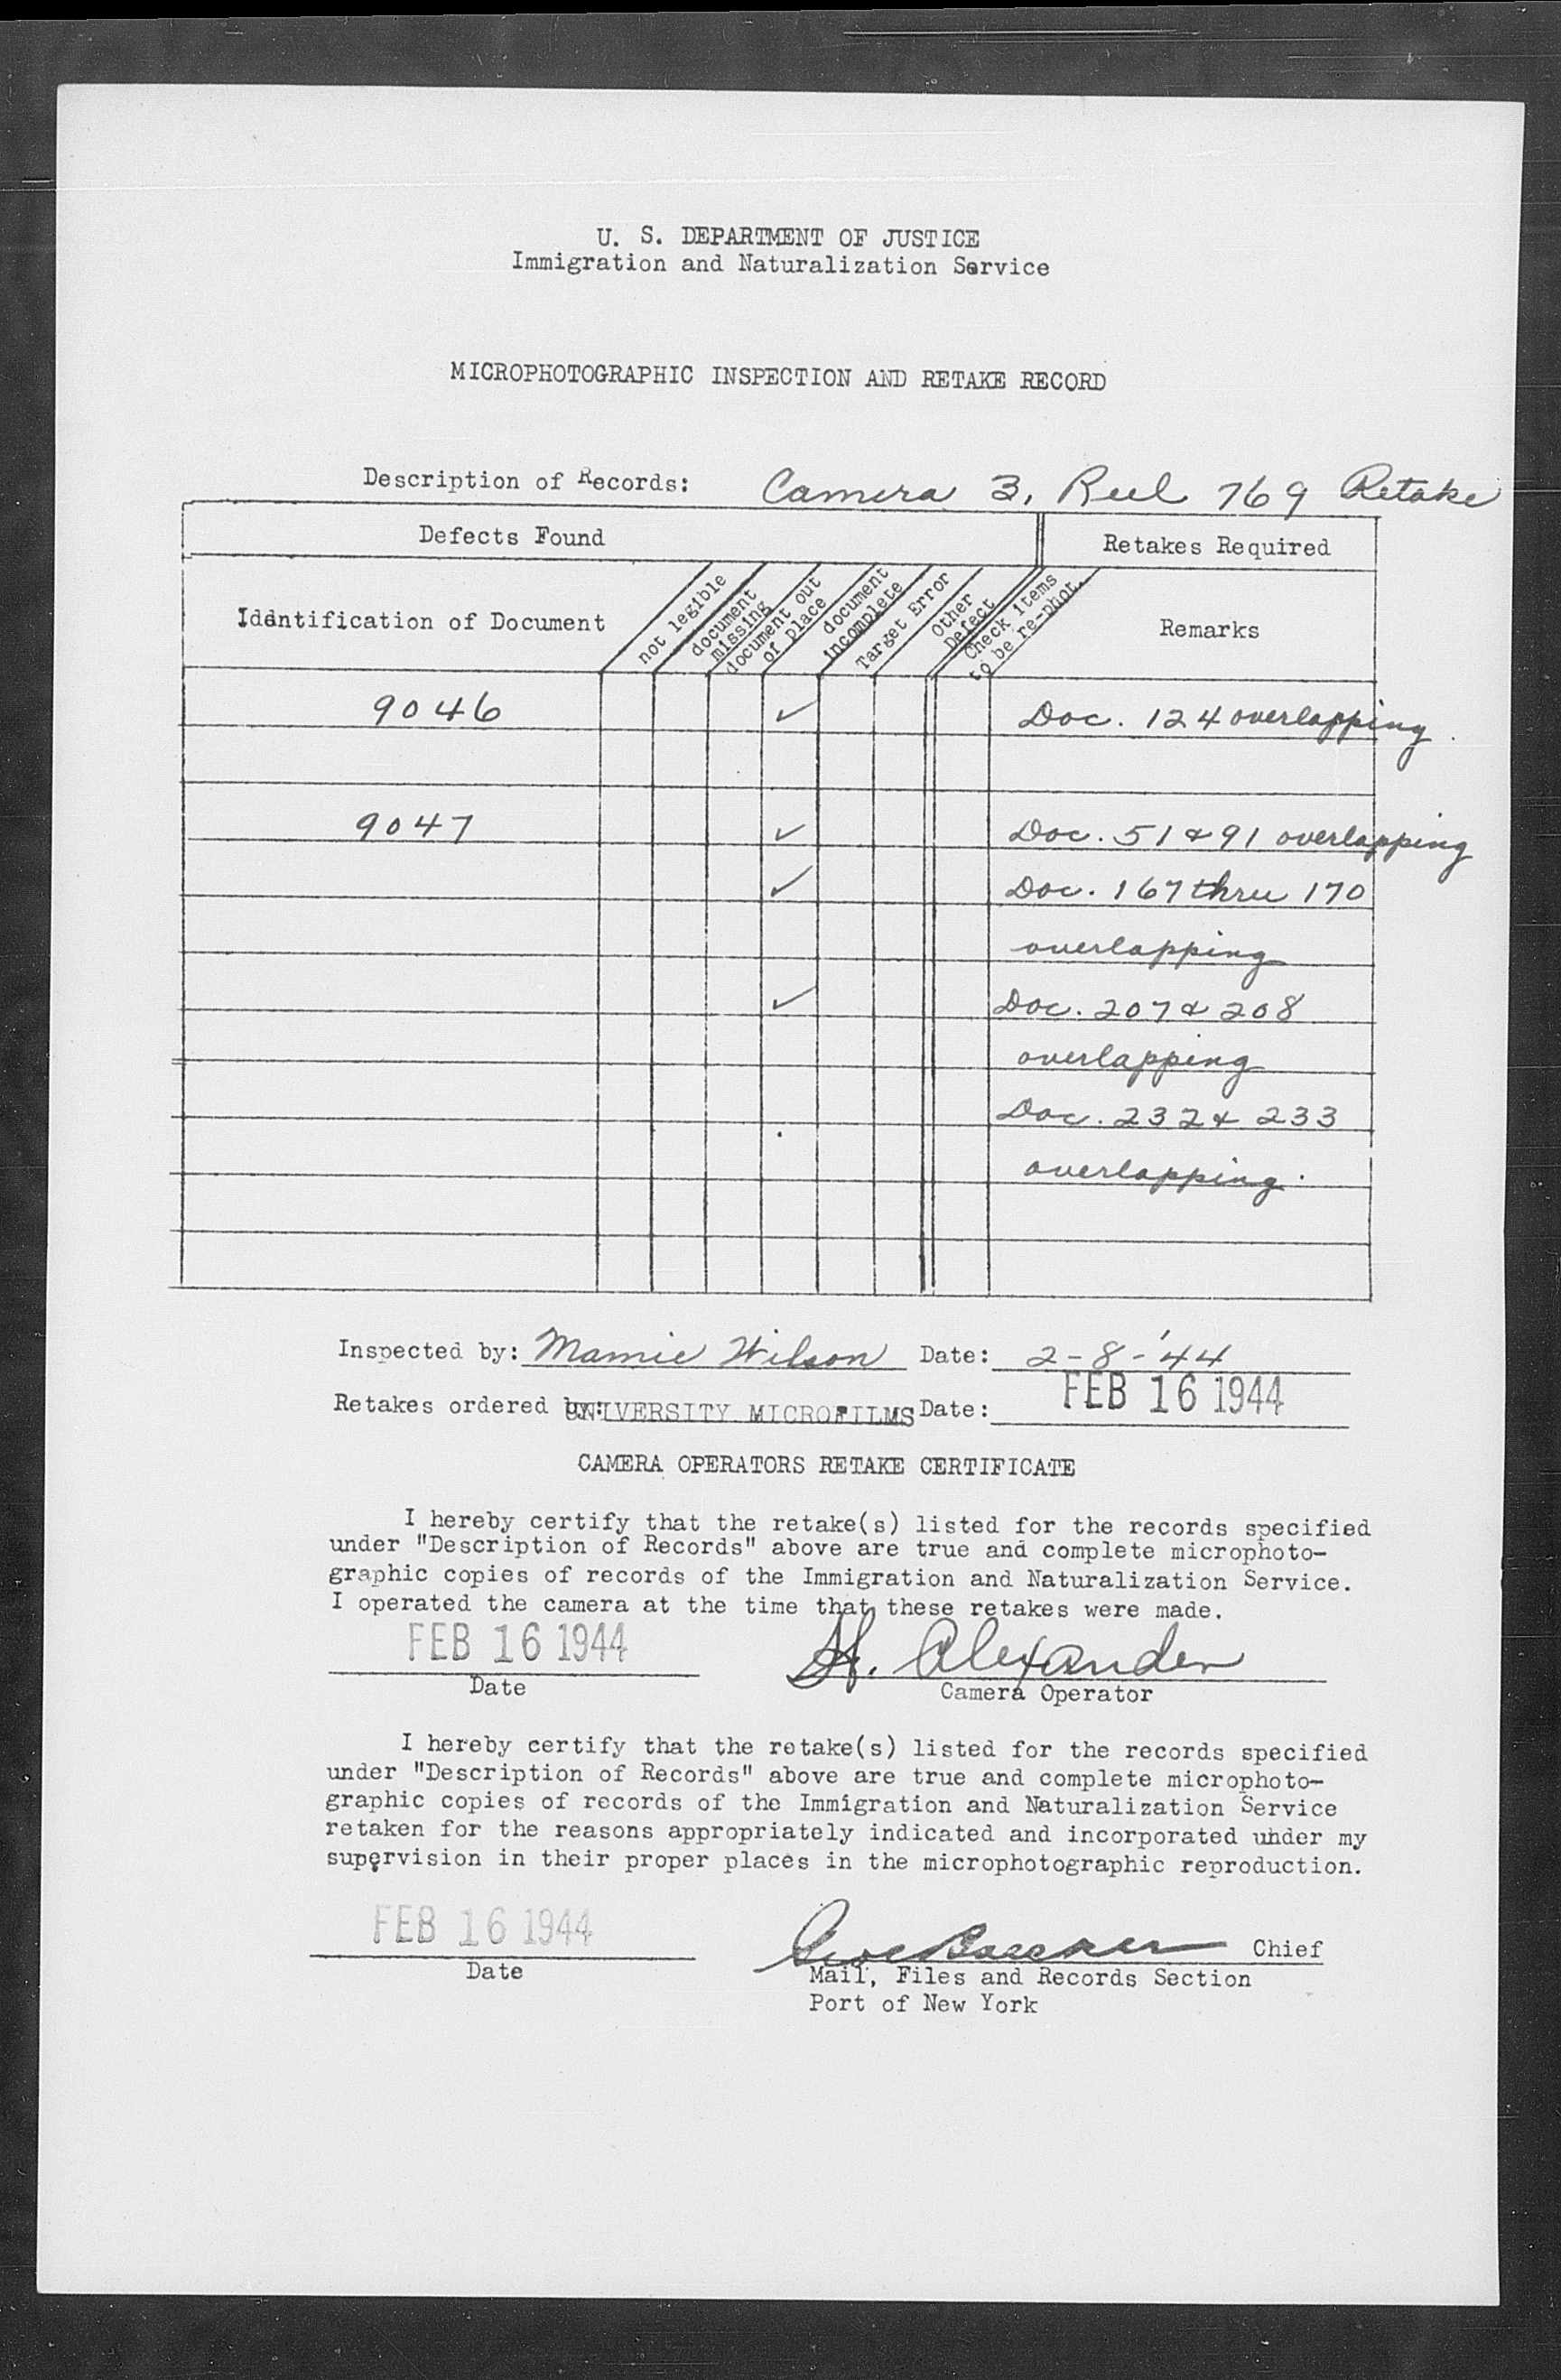 U. S. DEPARTMENT OF JUSTICE
Immigration and Naturalization Service
MICROPHOTOGRAPHIC INSPECTION AND RETAKE RECORD
Description of Records: Camera 3, Reel 769 Retake
Defects Found
Retakes Required
Iddntification of Document
not legible
document missing
document out of place
document incomplete
Target Error
Other Defect
Check items to be re-phot.
Remarks
9046 ✓ Doc. 124 overlapping
9047 ✓ Doc. 51 & 91 overlapping
✓ Doc. 167 thru 170
overlapping
✓ Doc. 207 & 208
overlapping
Doc. 232 & 233
overlapping.
Inspected by: Mamie Wilson Date: 2-8-'44
Retakes ordered by: UNIVERSITY MICROFILMS Date: FEB 16 1944
CAMERA OPERATORS RETAKE CERTIFICATE
I hereby certify that the retake(s) listed for the records specified
under "Description of Records" above are true and complete microphoto-
graphic copies of records of the Immigration and Naturalization Service.
I operated the camera at the time that these retakes were made.
FEB 16 1944 H. Alexander
Date Camera Operator
I hereby certify that the retake(s) listed for the records specified
under "Description of Records" above are true and complete microphoto-
graphic copies of records of the Immigration and Naturalization Service
retaken for the reasons appropriately indicated and incorporated under my
supervision in their proper places in the microphotographic reproduction.
FEB 16 1944 Chief
Date Mail, Files and Records Section
Port of New York